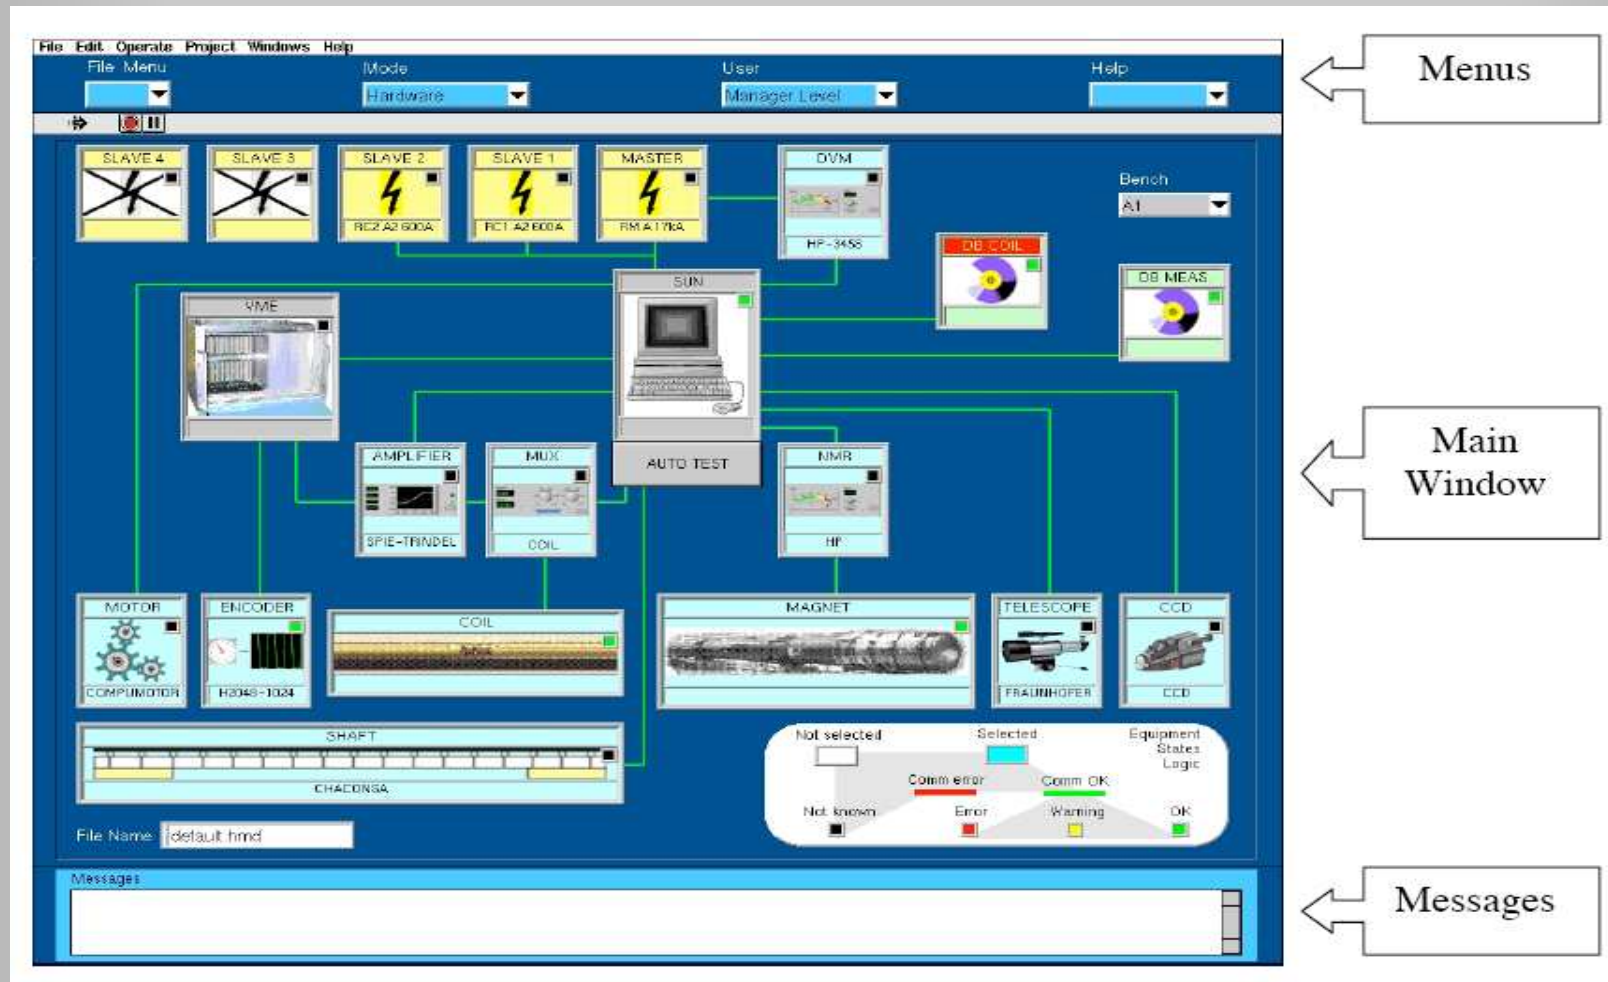 File Edit Operate Project Windows Help
File Menu Mode User Help
Hardware Manager Level
Menus
SLAVE 4 SLAVE 3 SLAVE 2 SLAVE 1 MASTER DVM
Bench
A1
RC2 A2 600A RC1 A2 600A RM A 17kA HP-3458
DB COIL
DB MEAS
SUN
VME
Main
Window
AMPLIFIER MUX AUTO TEST NMR
SPIE-TRINDEL COIL HP
MOTOR ENCODER COIL MAGNET TELESCOPE CCD
COMPUMOTOR H2048-1024 FRAUNHOFER CCD
SHAFT
CHACONSA
Not selected Selected Equipment
States
Logic
Comm error Comm OK
Not known Error Warning OK
File Name default.hmd
Messages
Messages